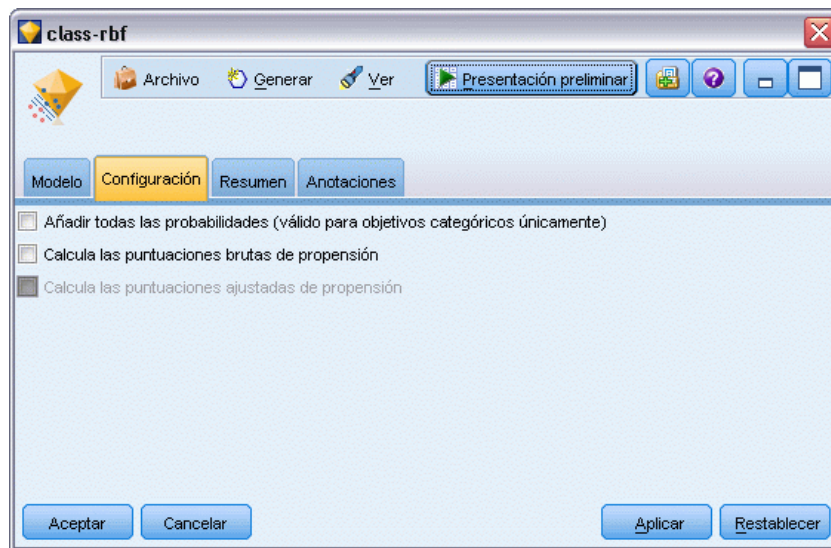 class-rbf
Archivo Generar Ver Presentación preliminar
Modelo Configuración Resumen Anotaciones
Añadir todas las probabilidades (válido para objetivos categóricos únicamente)
Calcula las puntuaciones brutas de propensión
Calcula las puntuaciones ajustadas de propensión
Aceptar Cancelar Aplicar Restablecer